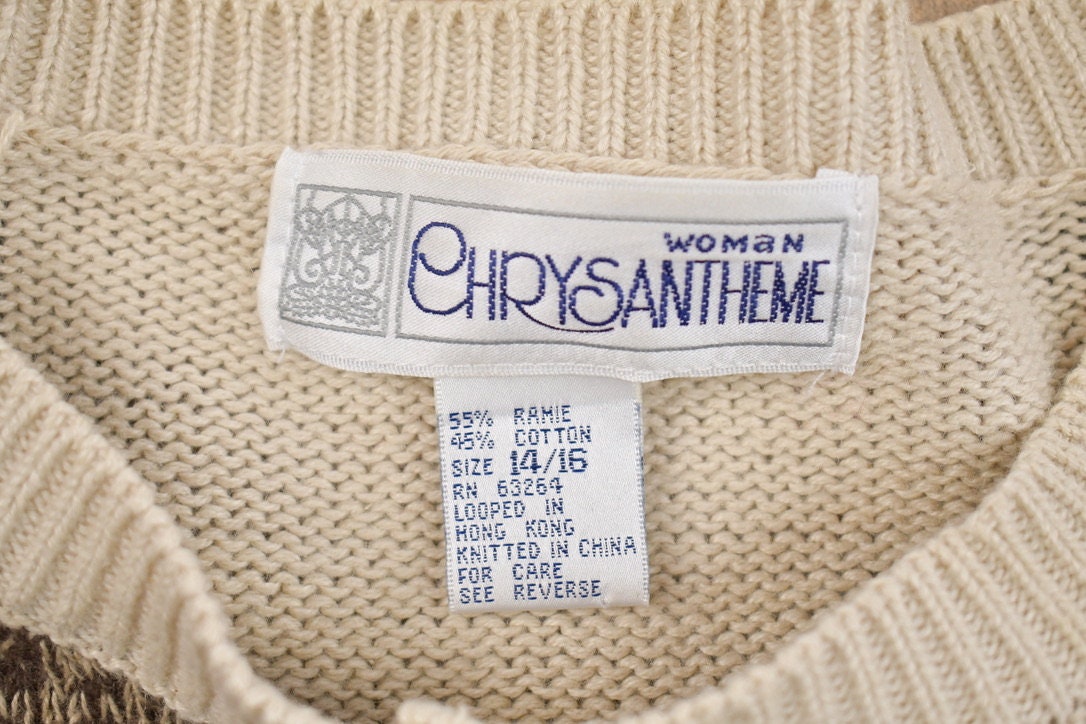 WOMaN
CHRYSANTHEME
55% RAMIE
45% COTTON
SIZE 14/16
RN 63264
LOOPED IN
HONG KONG
KNITTED IN CHINA
FOR CARE
SEE REVERSE